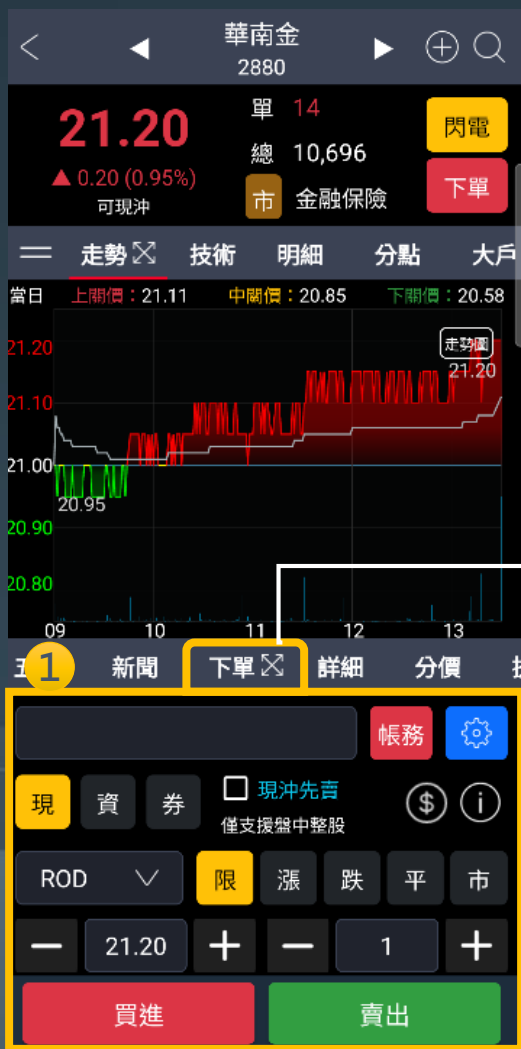 華南金
2880
21.20
▲ 0.20 (0.95%)
可現沖
單 14
總 10,696
市 金融保險
閃電
下單
走勢 技術 明細 分點 大戶
當日 上關價：21.11 中關價：20.85 下關價：20.58
走勢圖
21.20
21.20
21.10
21.00
20.95
20.90
20.80
09 10 11 12 13
1 新聞 下單 詳細 分價
帳務
現 資 券
現沖先賣
僅支援盤中整股
$ i
ROD 限 漲 跌 平 市
− 21.20 + − 1 +
買進 賣出